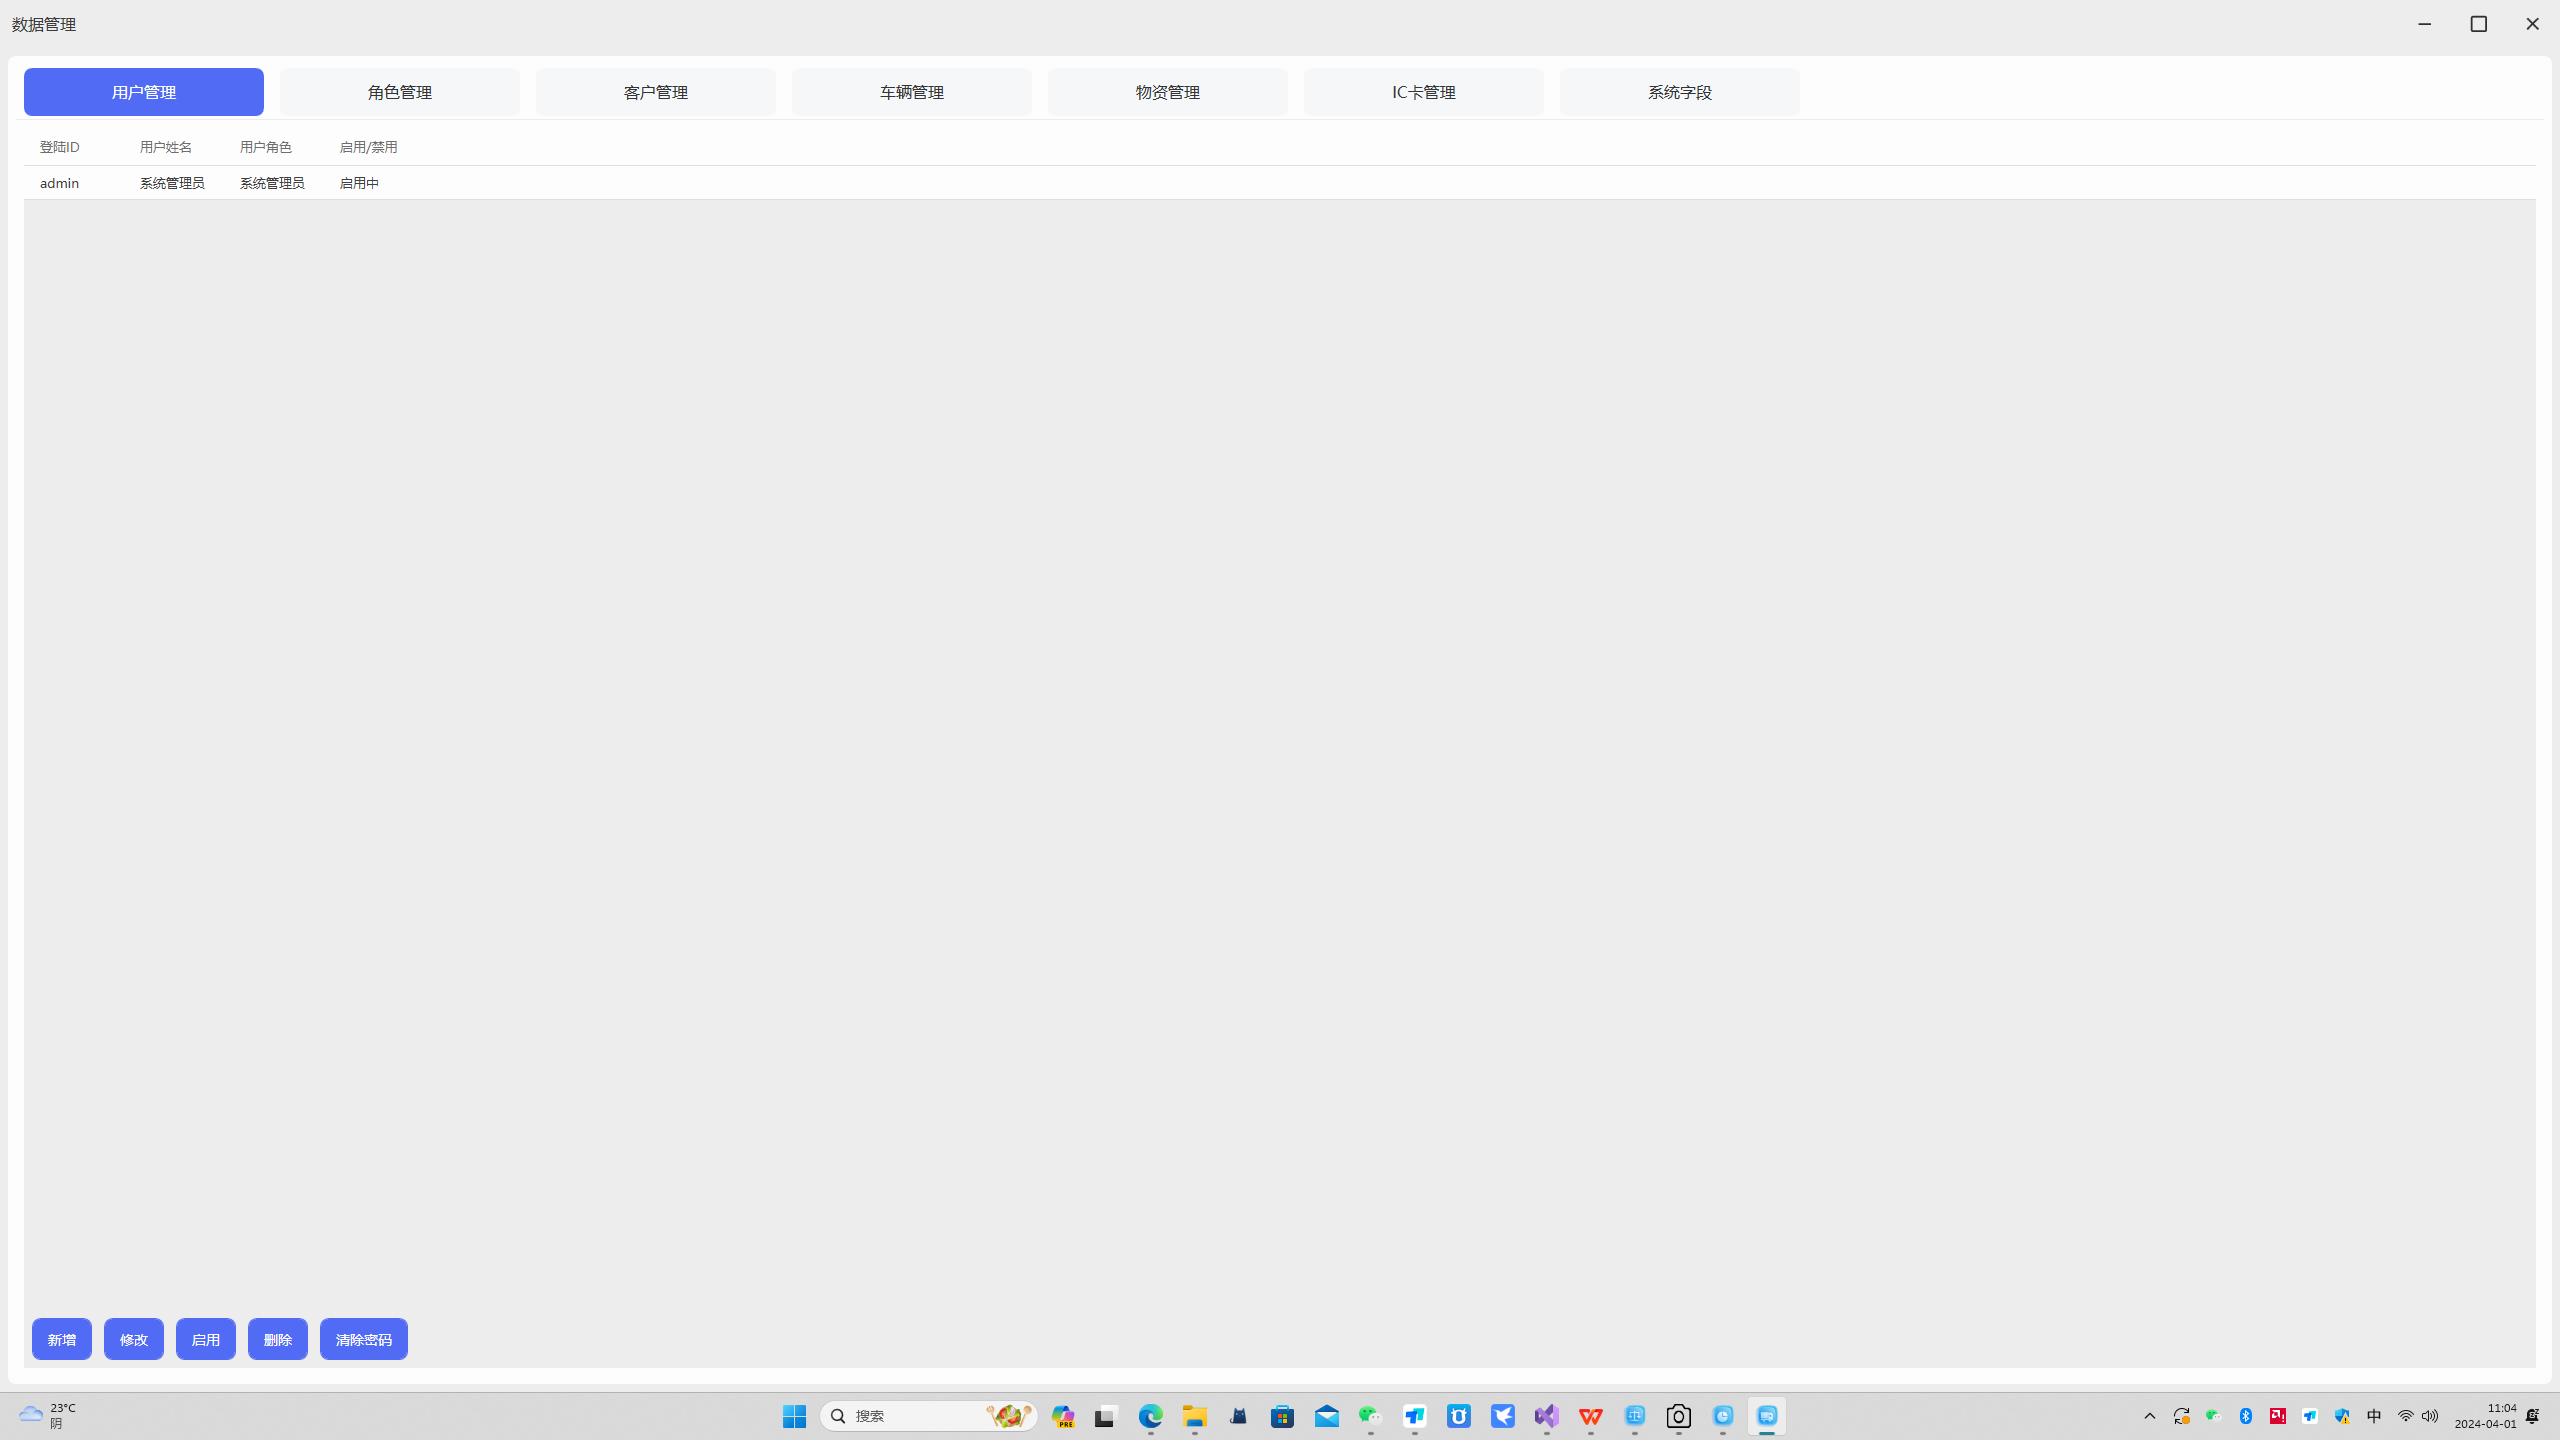 数据管理
用户管理 角色管理 客户管理 车辆管理 物资管理 IC卡管理 系统字段
登陆ID 用户姓名 用户角色 启用/禁用
admin 系统管理员 系统管理员 启用中
新增 修改 启用 删除 清除密码
23°C
阴
搜索
PRE
中
11:04
2024-04-01